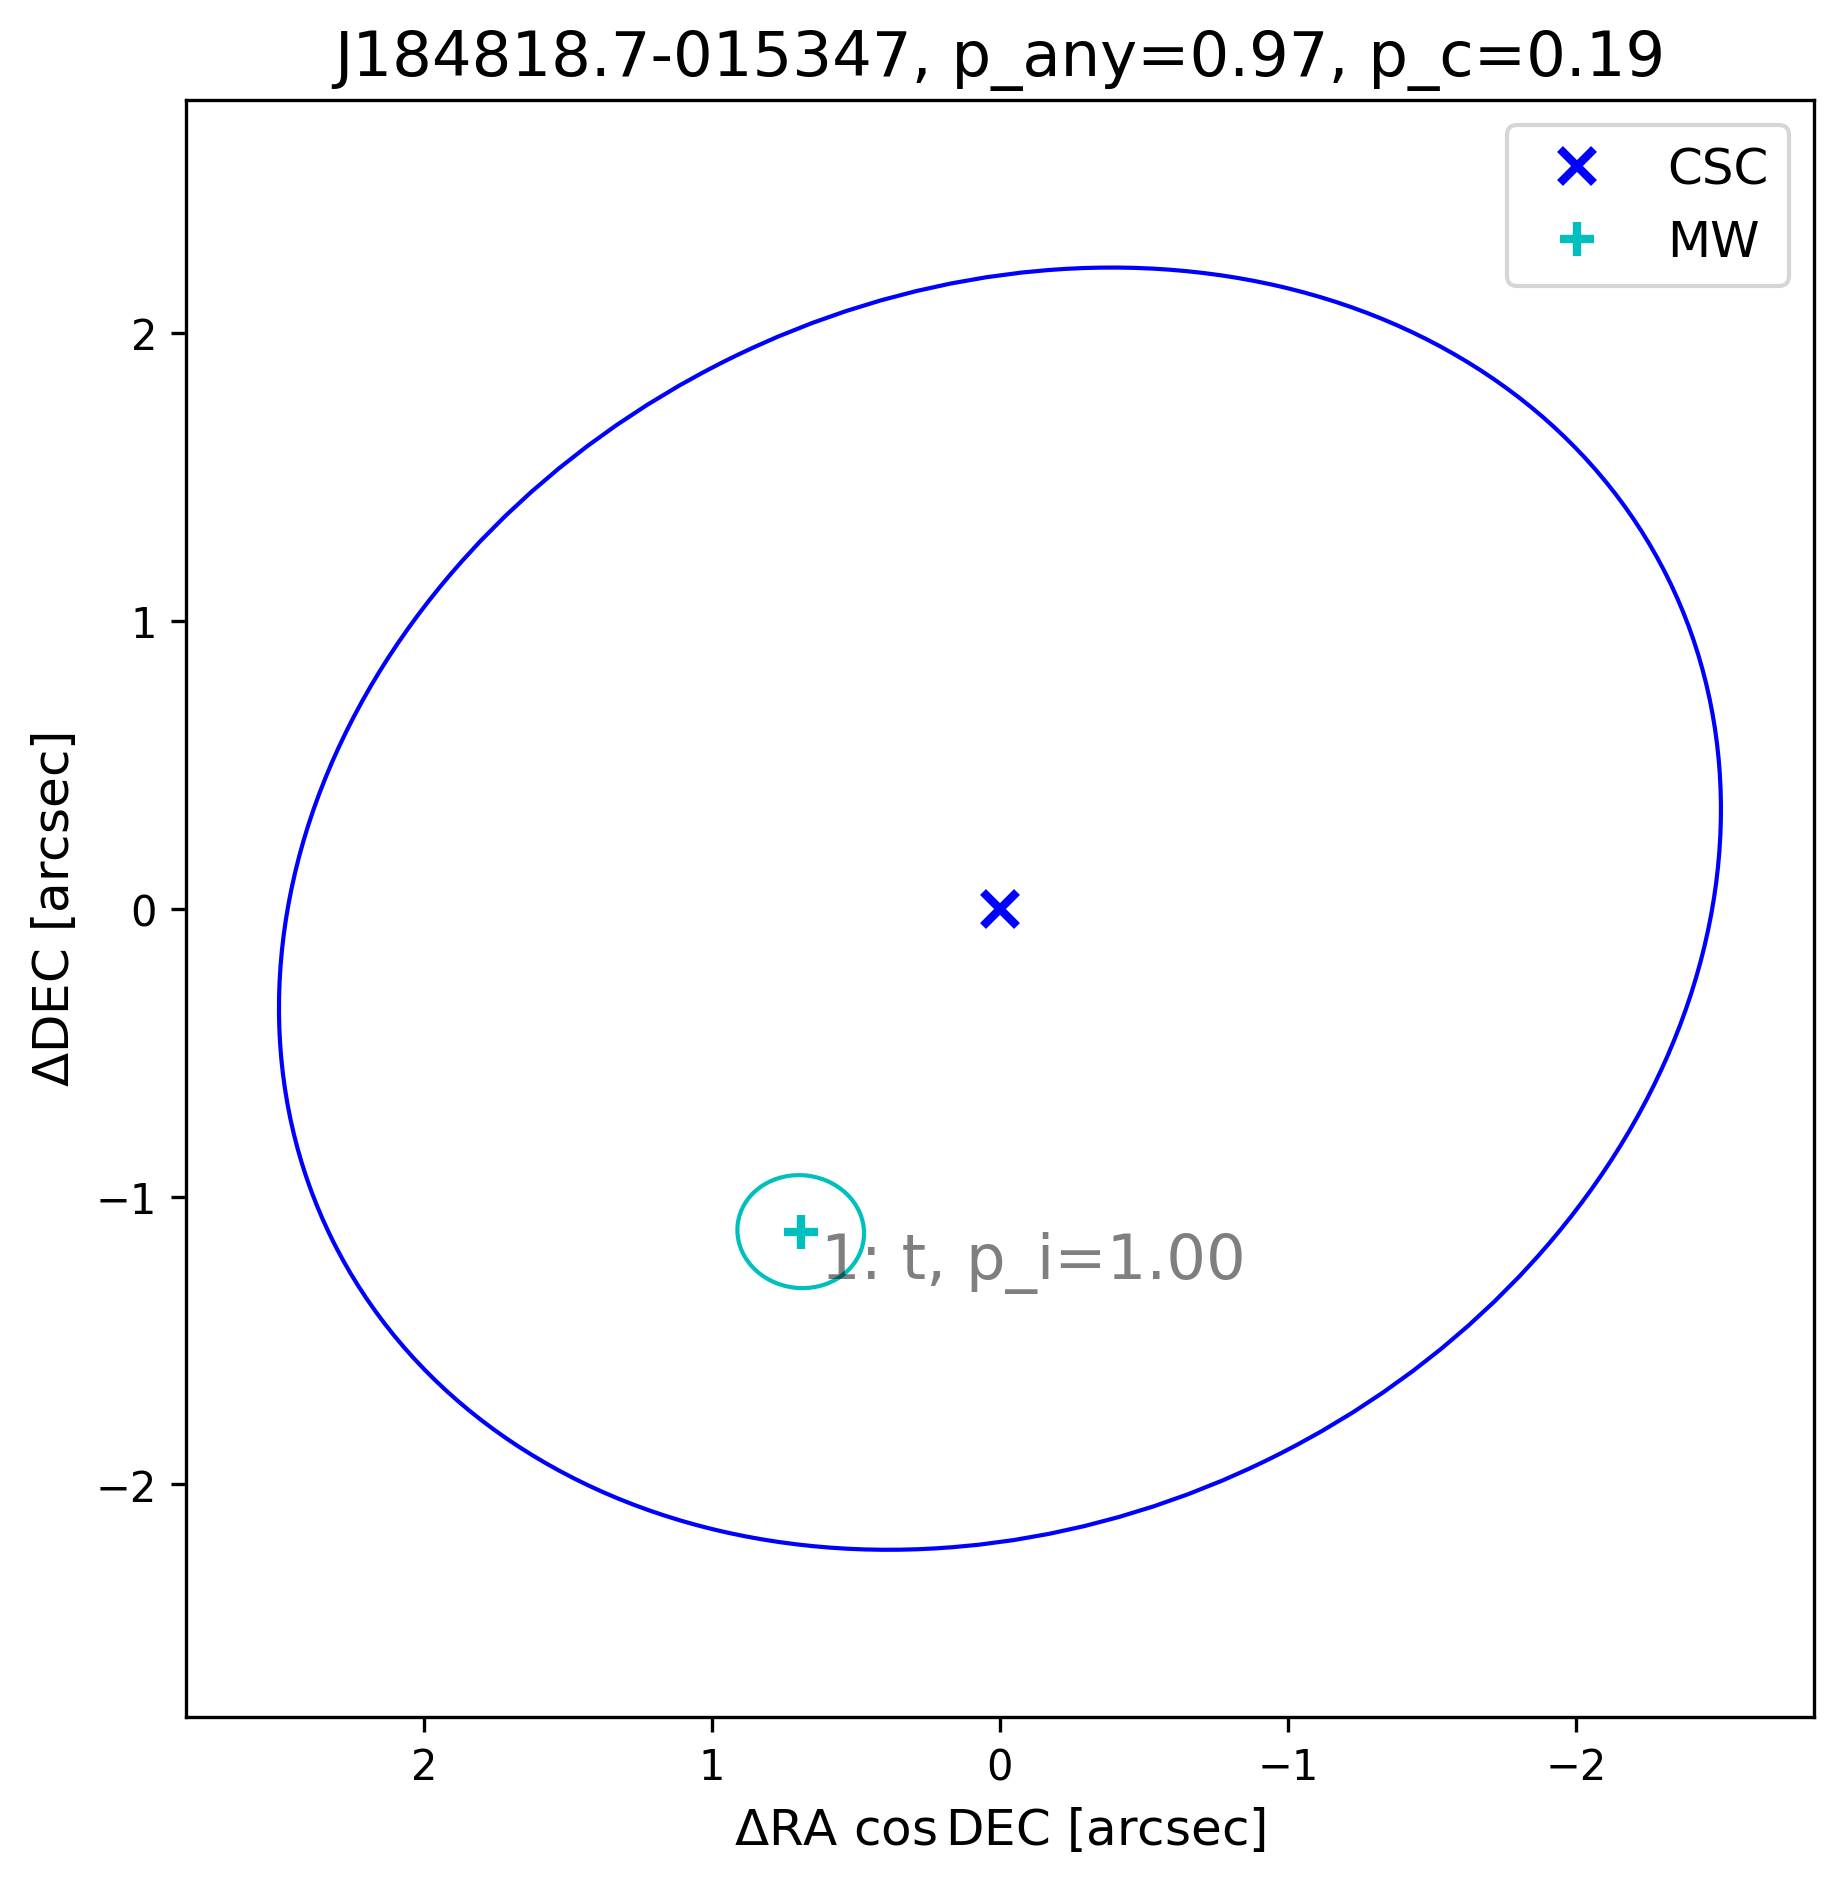 J184818.7-015347, p_any=0.97, p_c=0.19
CSC
MW
2
1
0
−1
−2
ΔDEC [arcsec]
1: t, p_i=1.00
2 1 0 −1 −2
ΔRA cos DEC [arcsec]